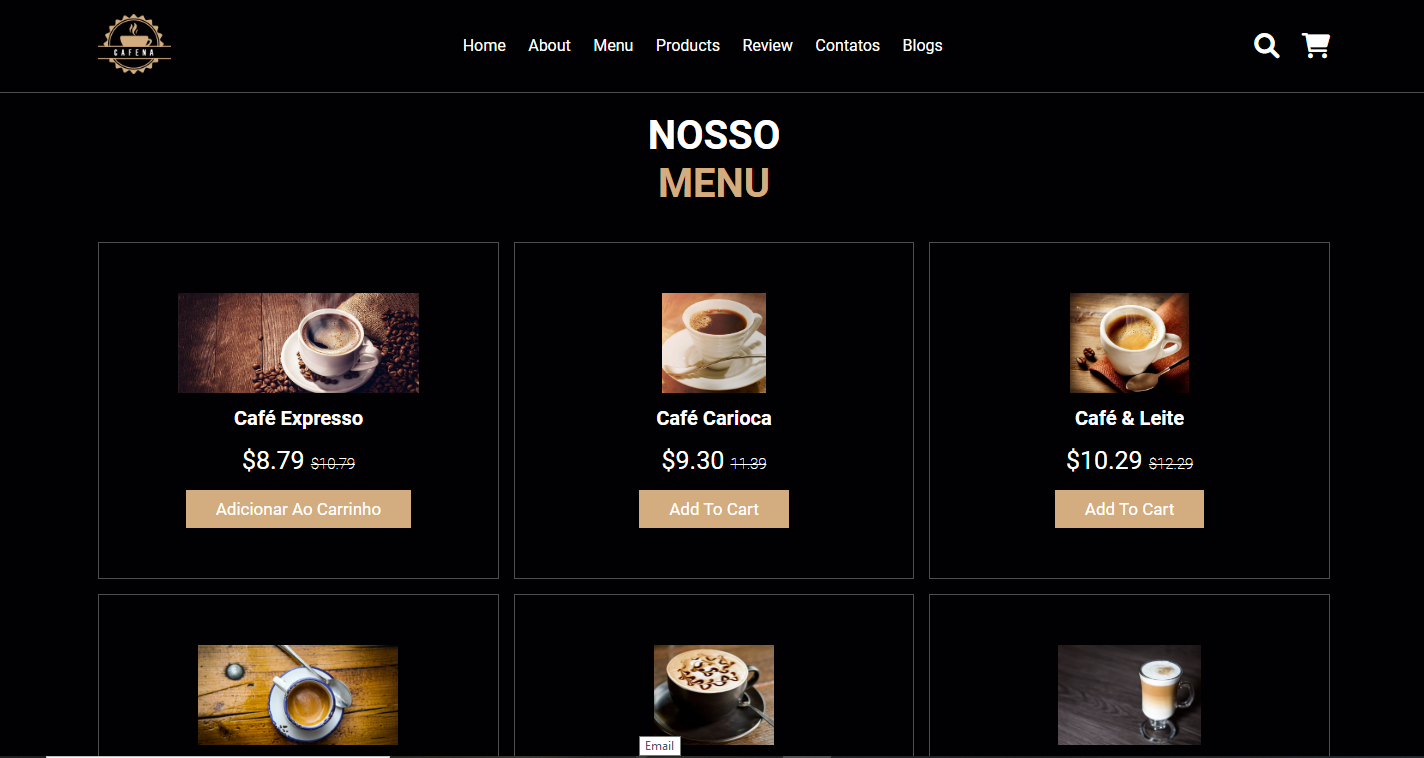 CAFENA
Home About Menu Products Review Contatos Blogs
NOSSO
MENU
Café Expresso
$8.79 $10.79
Adicionar Ao Carrinho
Café Carioca
$9.30 11.39
Add To Cart
Café & Leite
$10.29 $12.29
Add To Cart
Email